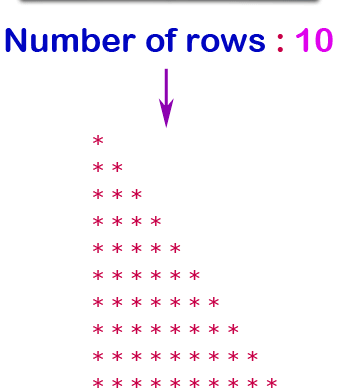 Number of rows : 10
*
* *
* * *
* * * *
* * * * *
* * * * * *
* * * * * * *
* * * * * * * *
* * * * * * * * *
* * * * * * * * * *